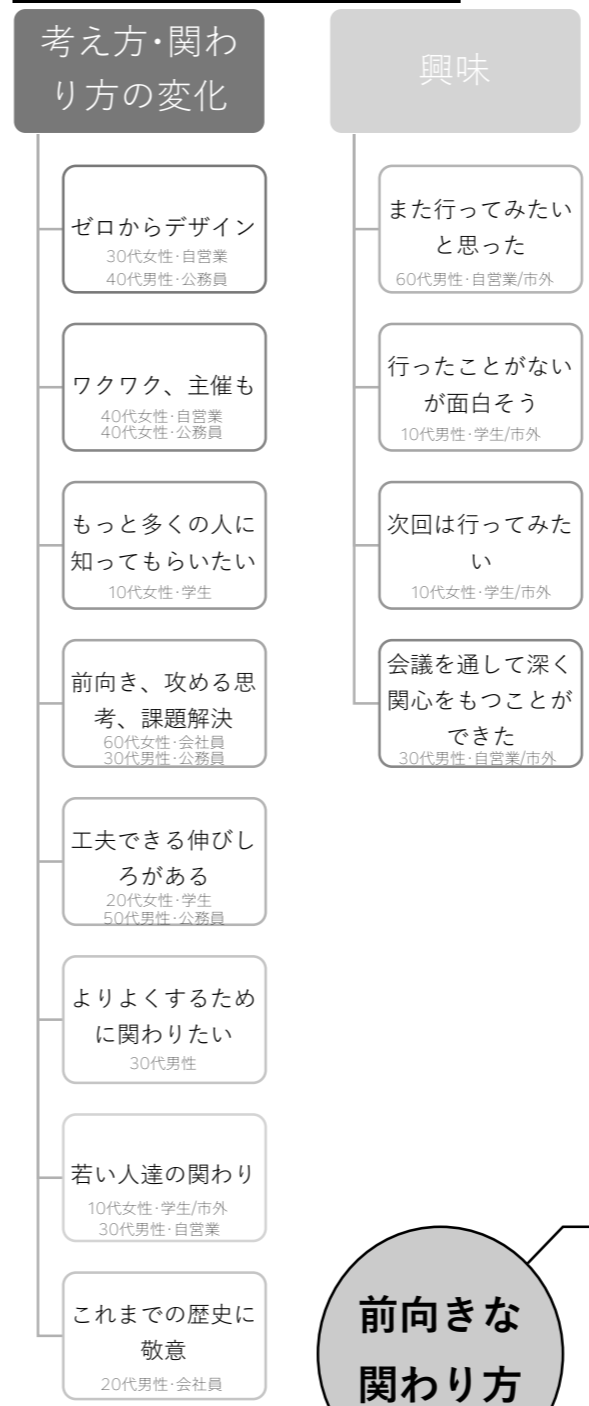 考え方・関わ
り方の変化
ゼロからデザイン
30代女性・自営業
40代男性・公務員
ワクワク、主催も
40代女性・自営業
40代女性・公務員
もっと多くの人に
知ってもらいたい
10代女性・学生
前向き、攻める思
考、課題解決
60代女性・会社員
30代男性・公務員
工夫できる伸びし
ろがある
20代女性・学生
50代男性・公務員
よりよくするため
に関わりたい
30代男性
若い人達の関わり
10代女性・学生/市外
30代男性・自営業
これまでの歴史に
敬意
20代男性・会社員
興味
また行ってみたい
と思った
60代男性・自営業/市外
行ったことがない
が面白そう
10代男性・学生/市外
次回は行ってみた
い
10代女性・学生/市外
会議を通して深く
関心をもつことが
できた
30代男性・自営業/市外
前向きな
関わり方